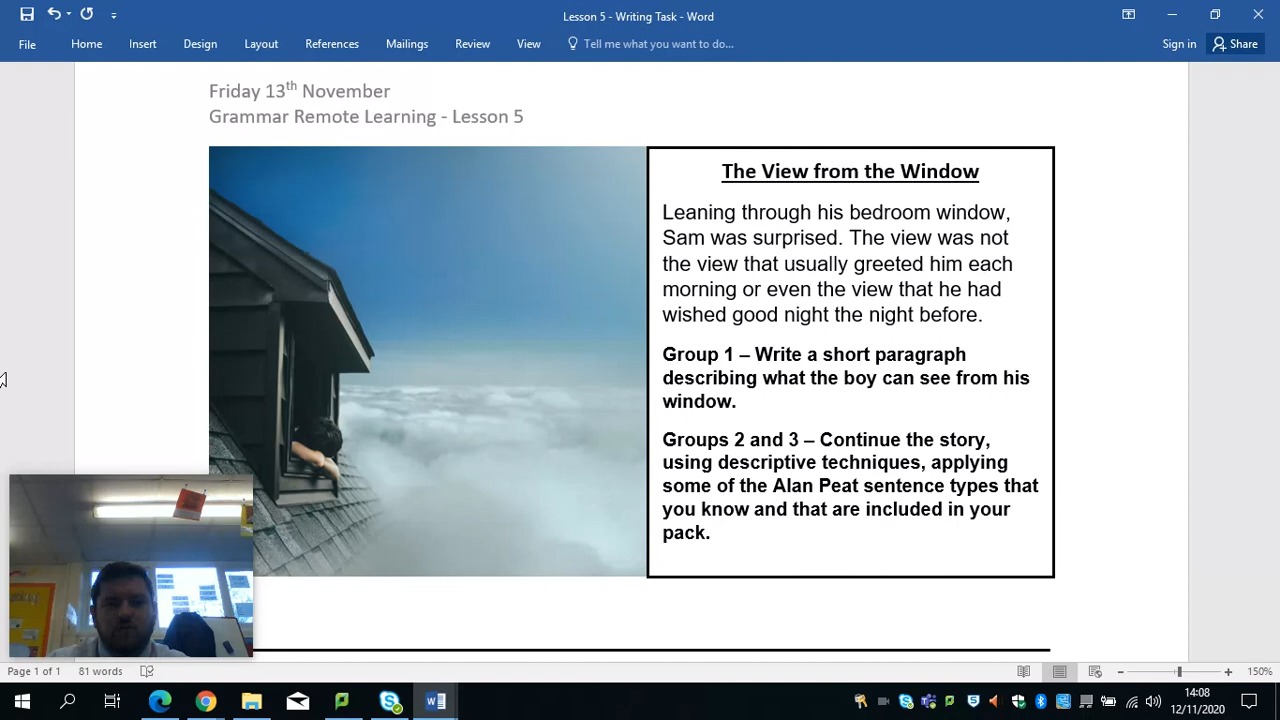 Lesson 5 - Writing Task - Word
File Home Insert Design Layout References Mailings Review View Tell me what you want to do... Sign in Share
Friday 13th November
Grammar Remote Learning - Lesson 5
The View from the Window
Leaning through his bedroom window,
Sam was surprised. The view was not
the view that usually greeted him each
morning or even the view that he had
wished good night the night before.
Group 1 – Write a short paragraph
describing what the boy can see from his
window.
Groups 2 and 3 – Continue the story,
using descriptive techniques, applying
some of the Alan Peat sentence types that
you know and that are included in your
pack.
Page 1 of 1 81 words 150%
14:08
12/11/2020